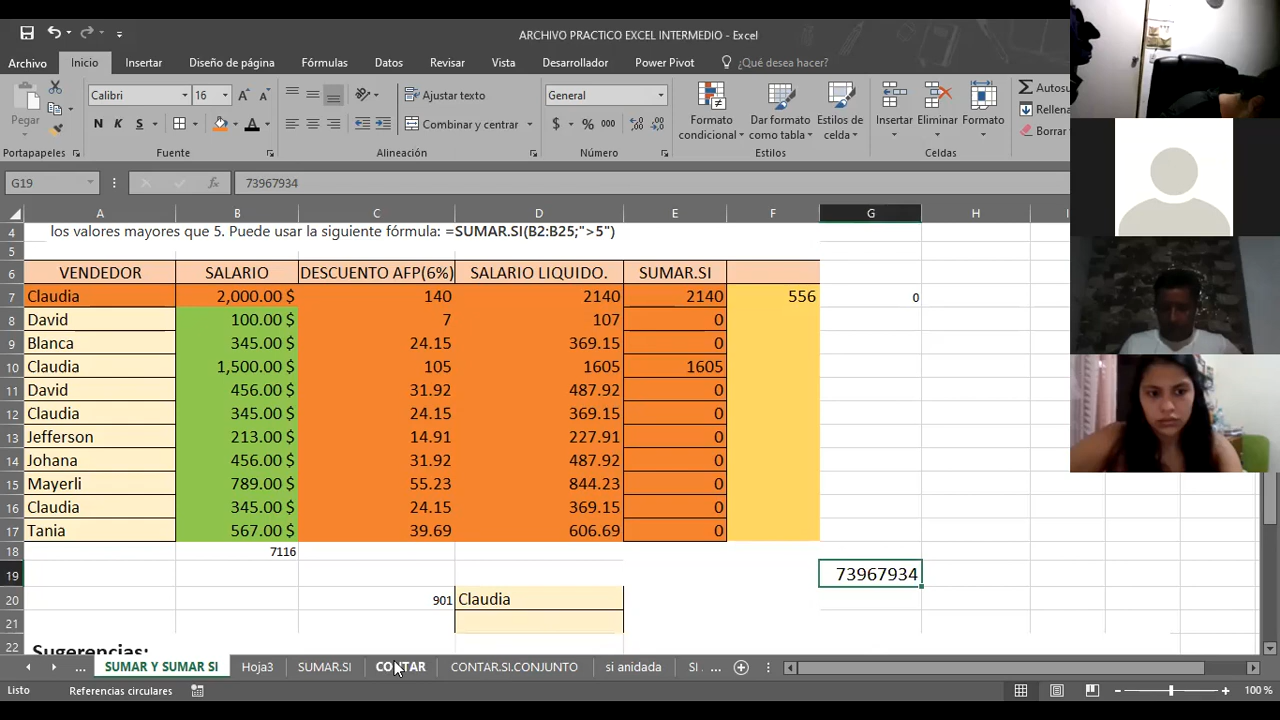 ARCHIVO PRACTICO EXCEL INTERMEDIO - Excel
Archivo Inicio Insertar Diseño de página Fórmulas Datos Revisar Vista Desarrollador Power Pivot ¿Qué desea hacer?
Pegar
Calibri 16
Ajustar texto
General
Formato condicional
Dar formato como tabla
Estilos de celda
Insertar Eliminar Formato
Autosu
Rellena
Borrar
N K S
Combinar y centrar
$ % 000
Portapapeles Fuente Alineación Número Estilos Celdas
G19 fx 73967934
A B C D E F G H I
4 los valores mayores que 5. Puede usar la siguiente fórmula: =SUMAR.SI(B2:B25;">5")
5
6 VENDEDOR SALARIO DESCUENTO AFP(6%) SALARIO LIQUIDO. SUMAR.SI
7 Claudia 2,000.00 $ 140 2140 2140 556 0
8 David 100.00 $ 7 107 0
9 Blanca 345.00 $ 24.15 369.15 0
10 Claudia 1,500.00 $ 105 1605 1605
11 David 456.00 $ 31.92 487.92 0
12 Claudia 345.00 $ 24.15 369.15 0
13 Jefferson 213.00 $ 14.91 227.91 0
14 Johana 456.00 $ 31.92 487.92 0
15 Mayerli 789.00 $ 55.23 844.23 0
16 Claudia 345.00 $ 24.15 369.15 0
17 Tania 567.00 $ 39.69 606.69 0
18 7116
19 73967934
20 901 Claudia
21
22 Sugerencias:
... SUMAR Y SUMAR SI Hoja3 SUMAR.SI CONTAR CONTAR.SI.CONJUNTO si anidada SI ...
Listo Referencias circulares 100 %